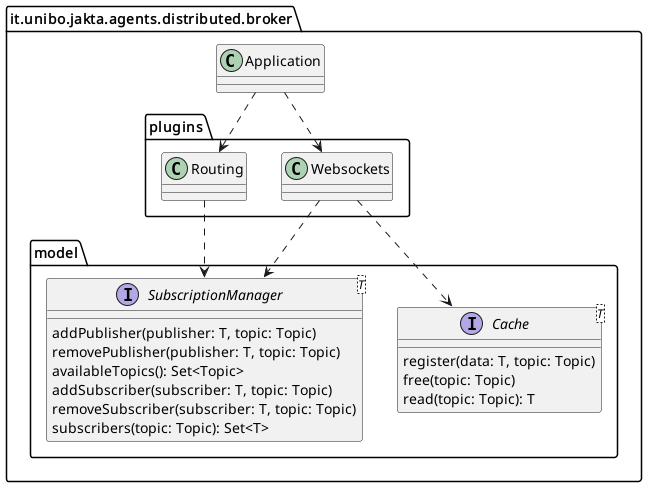 it.unibo.jakta.agents.distributed.broker
C Application
plugins
C Routing
C Websockets
model
I SubscriptionManager T
addPublisher(publisher: T, topic: Topic)
removePublisher(publisher: T, topic: Topic)
availableTopics(): Set<Topic>
addSubscriber(subscriber: T, topic: Topic)
removeSubscriber(subscriber: T, topic: Topic)
subscribers(topic: Topic): Set<T>
I Cache T
register(data: T, topic: Topic)
free(topic: Topic)
read(topic: Topic): T